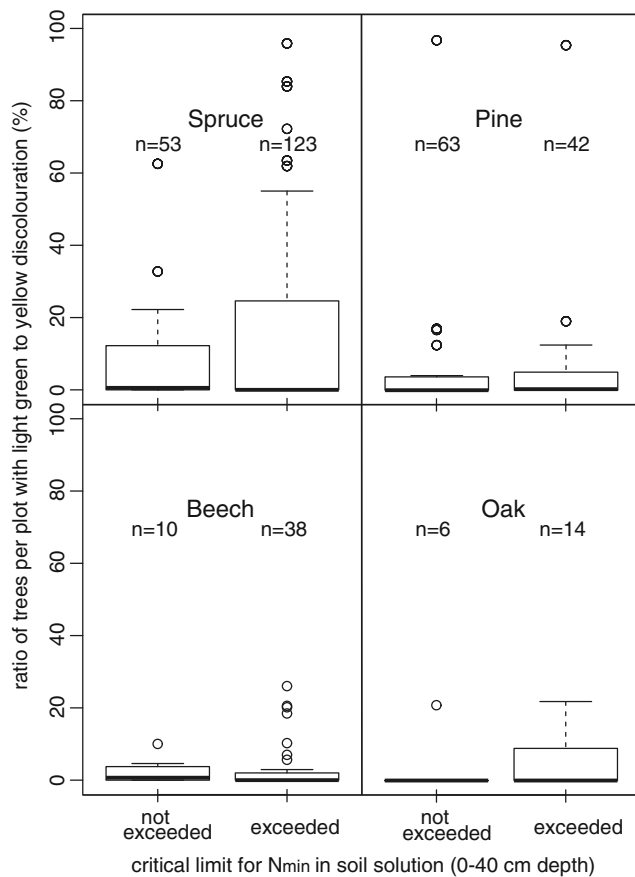 ratio of trees per plot with light green to yellow discolouration (%)
100
80
60
40
20
0
Spruce
n=53
n=123
Pine
n=63
n=42
100
80
60
40
20
0
Beech
n=10
n=38
Oak
n=6
n=14
not
exceeded
exceeded
not
exceeded
exceeded
critical limit for Nmin in soil solution (0-40 cm depth)